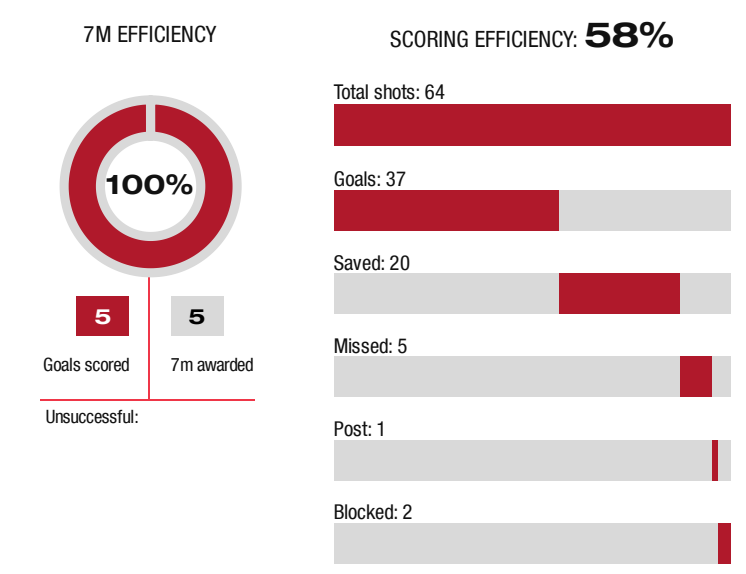 7M EFFICIENCY
100%
5
5
Goals scored
7m awarded
Unsuccessful:
SCORING EFFICIENCY: 58%
Total shots: 64
Goals: 37
Saved: 20
Missed: 5
Post: 1
Blocked: 2